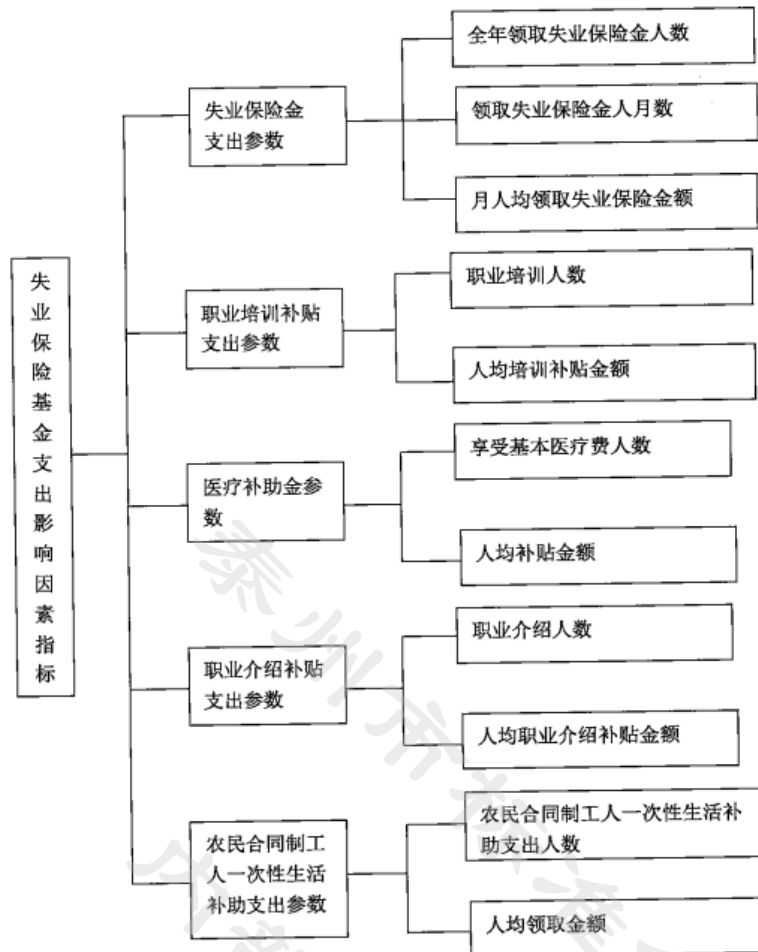 全年领取失业保险金人数
失业保险金
支出参数
领取失业保险金人月数
月人均领取失业保险金额
失业保险基金支出影响因素指标
职业培训补贴
支出参数
职业培训人数
人均培训补贴金额
医疗补助金参
数
享受基本医疗费人数
人均补贴金额
职业介绍补贴
支出参数
职业介绍人数
人均职业介绍补贴金额
农民合同制工
人一次性生活
补助支出参数
农民合同制工人一次性生活补
助支出人数
人均领取金额
泰州市标准
内部